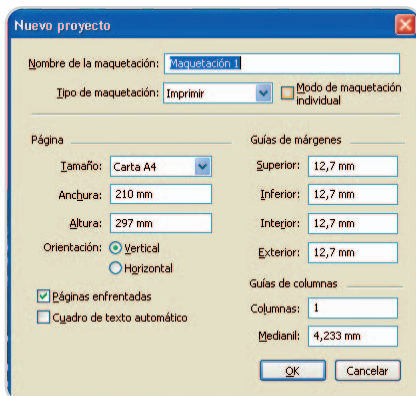 Nuevo proyecto
Nombre de la maquetación: Maquetación 1
Tipo de maquetación: Imprimir
Modo de maquetación
individual
Página
Tamaño: Carta A4
Anchura: 210 mm
Altura: 297 mm
Orientación: Vertical
Horizontal
Páginas enfrentadas
Cuadro de texto automático
Guías de márgenes
Superior: 12,7 mm
Inferior: 12,7 mm
Interior: 12,7 mm
Exterior: 12,7 mm
Guías de columnas
Columnas: 1
Medianil: 4,233 mm
OK Cancelar